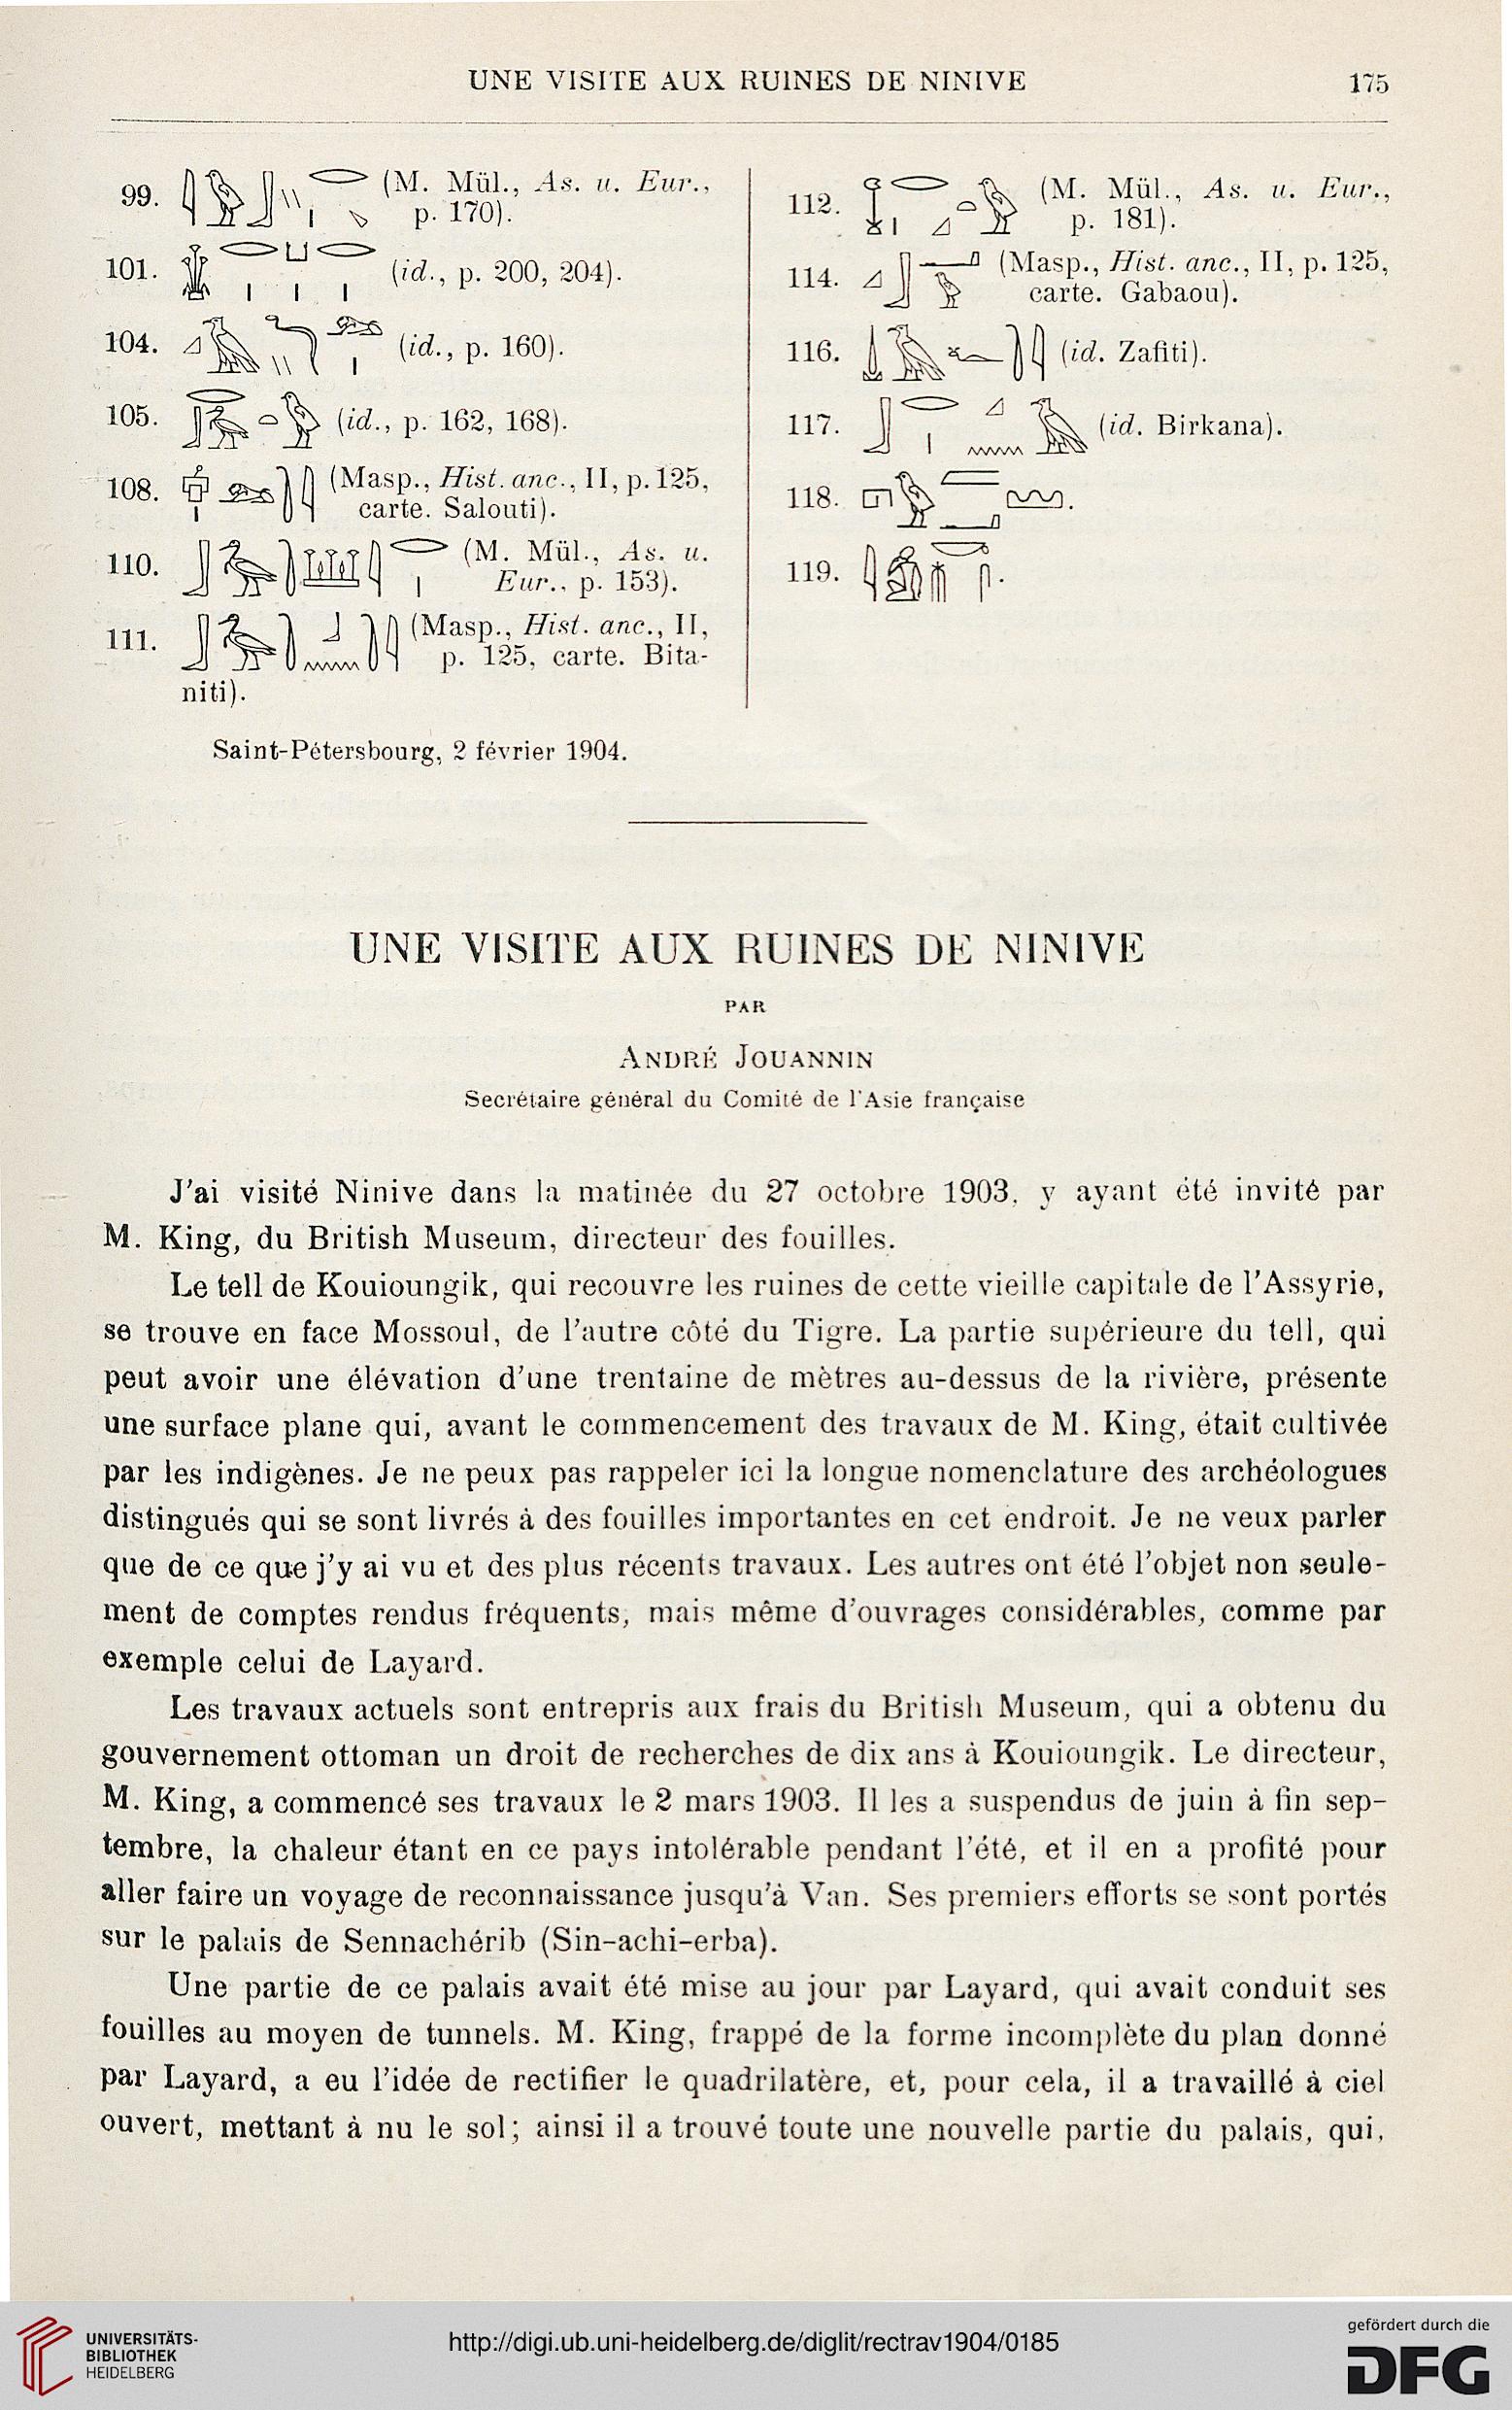 UNE VISITE AUX RUINES DE NINIVE 175
99. (M. Mül., As. u. Eur.,
p. 170).
101. (id., p. 200, 204).
104. (id., p. 160).
105. (id., p. 162, 168).
108. (Masp., Hist. anc., II, p. 125,
carte. Salouti).
110. (M. Mül., As. u.
Eur., p. 153).
111. (Masp., Hist. anc., II,
p. 125, carte. Bita-
niti).
112. (M. Mül., As. u. Eur.,
p. 181).
114. (Masp., Hist. anc., II, p. 125,
carte. Gabaou).
116. (id. Zafiti).
117. (id. Birkana).
118.
119.
Saint-Pétersbourg, 2 février 1904.
UNE VISITE AUX RUINES DE NINIVE
PAR
ANDRÉ JOUANNIN
Secrétaire général du Comité de l'Asie française
J'ai visité Ninive dans la matinée du 27 octobre 1903, y ayant été invité par
M. King, du British Museum, directeur des fouilles.
Le tell de Kouioungik, qui recouvre les ruines de cette vieille capitale de l'Assyrie,
se trouve en face Mossoul, de l'autre côté du Tigre. La partie supérieure du tell, qui
peut avoir une élévation d'une trentaine de mètres au-dessus de la rivière, présente
une surface plane qui, avant le commencement des travaux de M. King, était cultivée
par les indigènes. Je ne peux pas rappeler ici la longue nomenclature des archéologues
distingués qui se sont livrés à des fouilles importantes en cet endroit. Je ne veux parler
que de ce que j'y ai vu et des plus récents travaux. Les autres ont été l'objet non seule-
ment de comptes rendus fréquents, mais même d'ouvrages considérables, comme par
exemple celui de Layard.
Les travaux actuels sont entrepris aux frais du British Museum, qui a obtenu du
gouvernement ottoman un droit de recherches de dix ans à Kouioungik. Le directeur,
M. King, a commencé ses travaux le 2 mars 1903. Il les a suspendus de juin à fin sep-
tembre, la chaleur étant en ce pays intolérable pendant l'été, et il en a profité pour
aller faire un voyage de reconnaissance jusqu'à Van. Ses premiers efforts se sont portés
sur le palais de Sennachérib (Sin-achi-erba).
Une partie de ce palais avait été mise au jour par Layard, qui avait conduit ses
fouilles au moyen de tunnels. M. King, frappé de la forme incomplète du plan donné
par Layard, a eu l'idée de rectifier le quadrilatère, et, pour cela, il a travaillé à ciel
ouvert, mettant à nu le sol; ainsi il a trouvé toute une nouvelle partie du palais, qui,
UNIVERSITÄTS-
BIBLIOTHEK
HEIDELBERG
http://digi.ub.uni-heidelberg.de/diglit/rectrav1904/0185
gefördert durch die
DFG